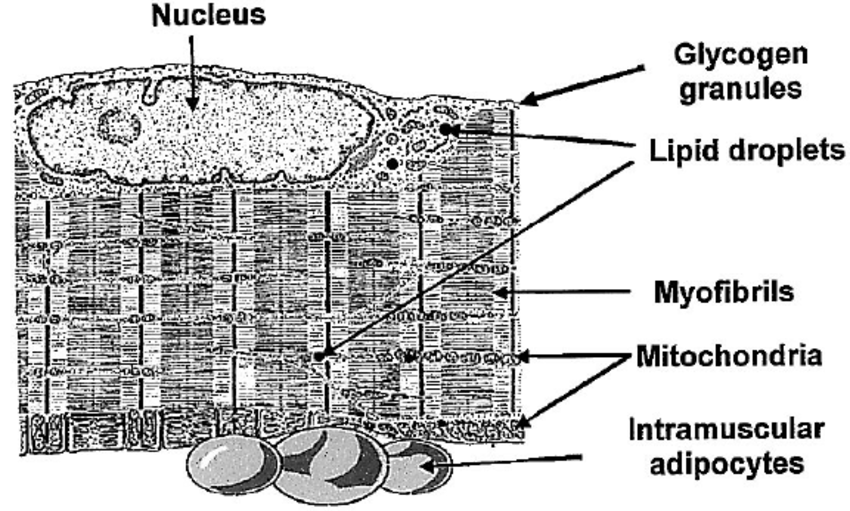 Nucleus
Glycogen
granules
Lipid droplets
Myofibrils
Mitochondria
Intramuscular
adipocytes